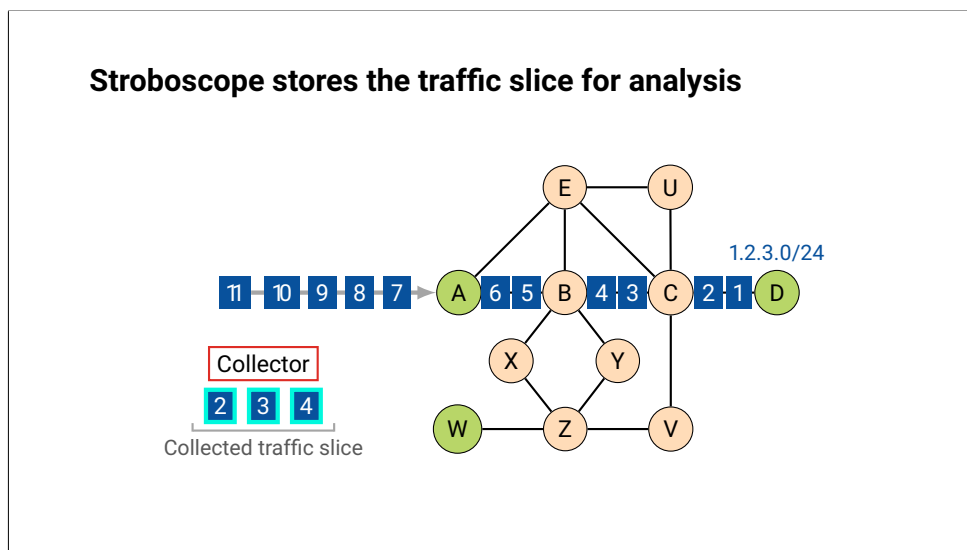 Stroboscope stores the traffic slice for analysis
E U
1.2.3.0/24
11 10 9 8 7 A 6 5 B 4 3 C 2 1 D
Collector
X Y
2 3 4
W Z V
Collected traffic slice